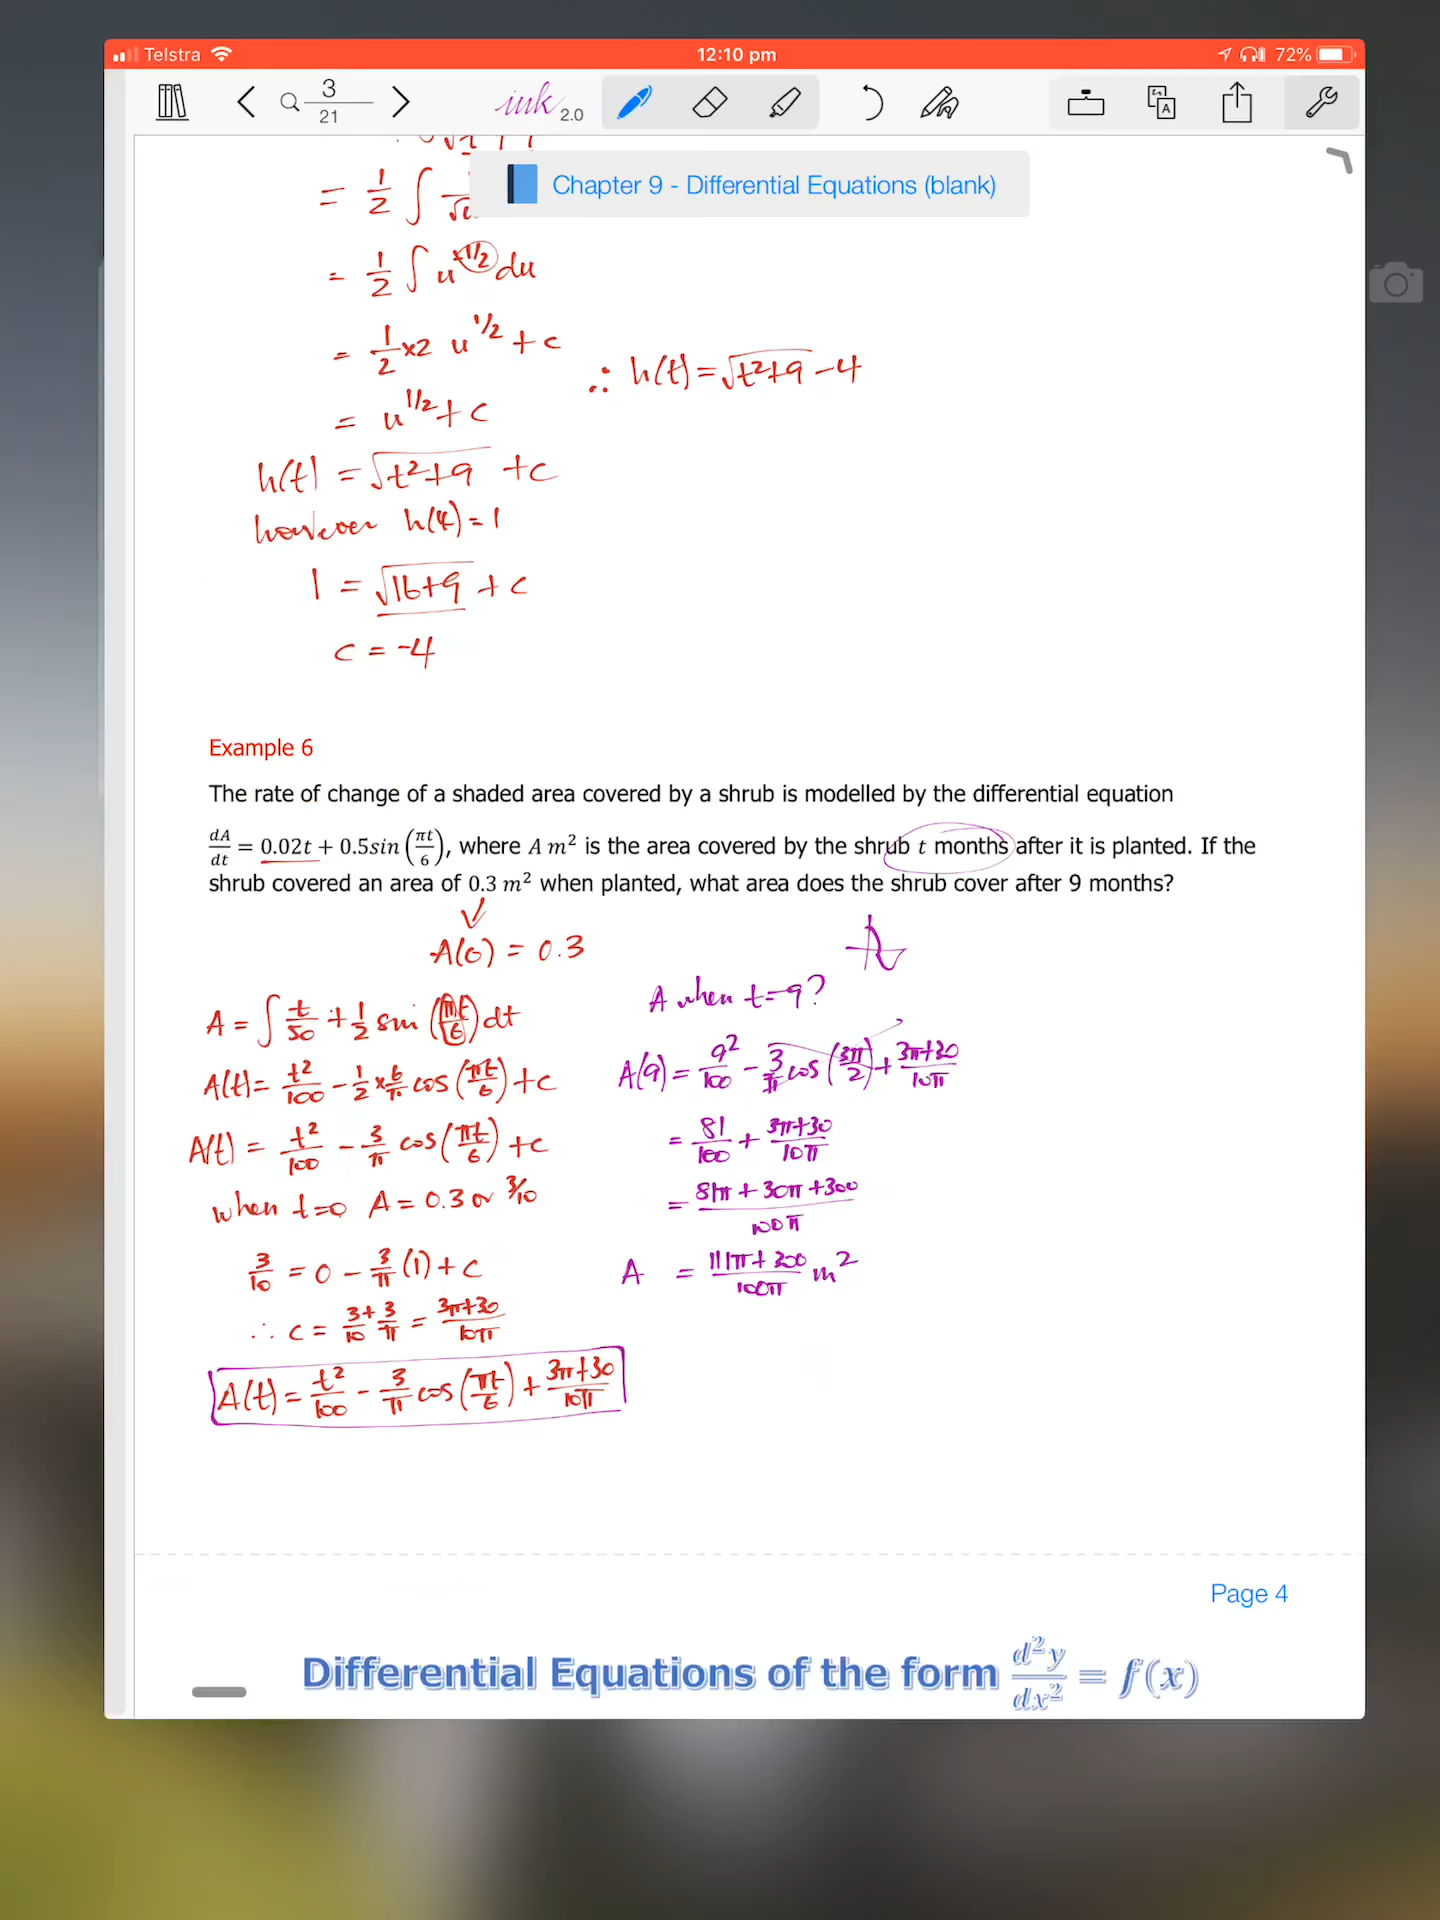 Telstra 12:10 pm 72%
3
21
ink 2.0
Chapter 9 - Differential Equations (blank)
= 1/2 ∫
= 1/2 ∫ u^-1/2 du
= 1/2 ×2 u^1/2 + c
∴ h(t) = √(t²+9) - 4
= u^1/2 + c
h(t) = √(t²+9) + c
however h(4) = 1
1 = √(16+9) + c
c = -4
Example 6
The rate of change of a shaded area covered by a shrub is modelled by the differential equation
dA/dt = 0.02t + 0.5sin(πt/6), where A m² is the area covered by the shrub t months after it is planted. If the
shrub covered an area of 0.3 m² when planted, what area does the shrub cover after 9 months?
A(0) = 0.3
A = ∫ t/50 + 1/2 sin(πt/6) dt
A(t) = t²/100 - 1/2 × 6/π cos(πt/6) + c
A(t) = t²/100 - 3/π cos(πt/6) + c
when t=0 A = 0.3 or 3/10
3/10 = 0 - 3/π (1) + c
∴ c = 3/10 + 3/π = 3π+30/10π
A(t) = t²/100 - 3/π cos(πt/6) + 3π+30/10π
A when t=9?
A(9) = 9²/100 - 3/π cos(3π/2) + 3π+30/10π
= 81/100 + 3π+30/10π
= 81π + 30π + 300/100π
A = 111π + 300/100π m²
Page 4
Differential Equations of the form d²y/dx² = f(x)